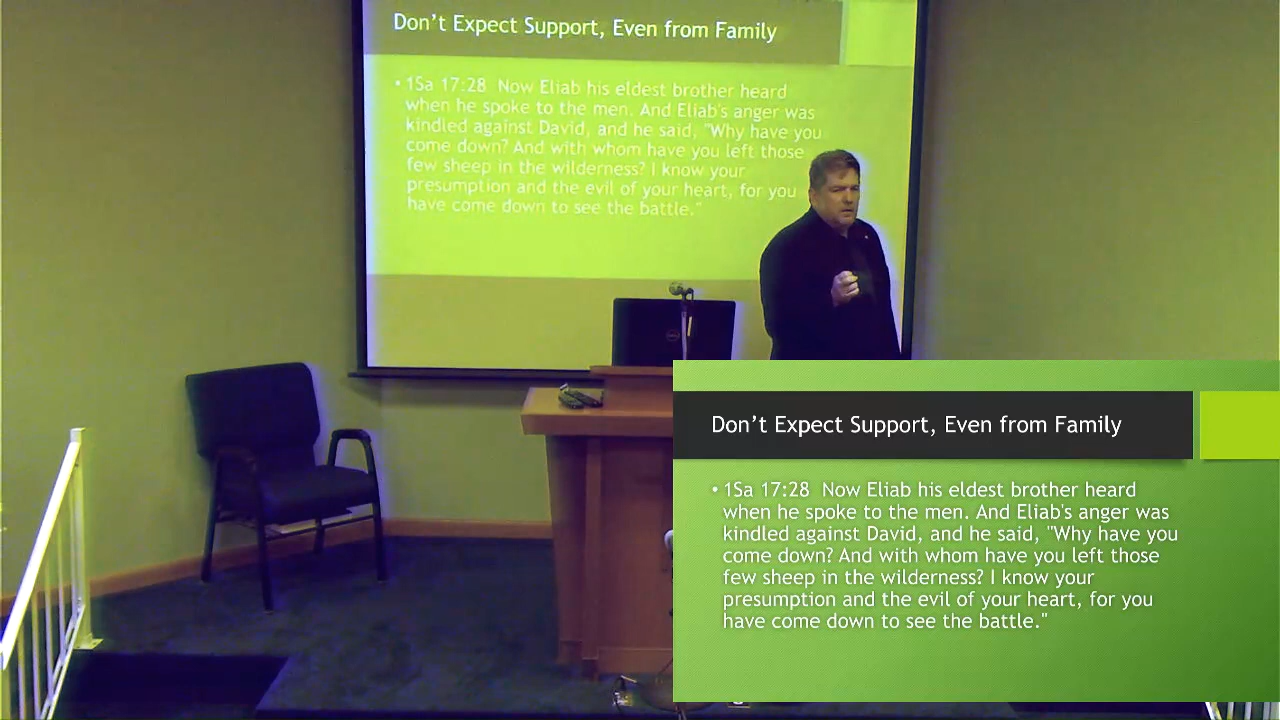 Don't Expect Support, Even from Family
• 1Sa 17:28 Now Eliab his eldest brother heard
when he spoke to the men. And Eliab's anger was
kindled against David, and he said, "Why have you
come down? And with whom have you left those
few sheep in the wilderness? I know your
presumption and the evil of your heart, for you
have come down to see the battle."
Don't Expect Support, Even from Family
• 1Sa 17:28 Now Eliab his eldest brother heard
when he spoke to the men. And Eliab's anger was
kindled against David, and he said, "Why have you
come down? And with whom have you left those
few sheep in the wilderness? I know your
presumption and the evil of your heart, for you
have come down to see the battle."